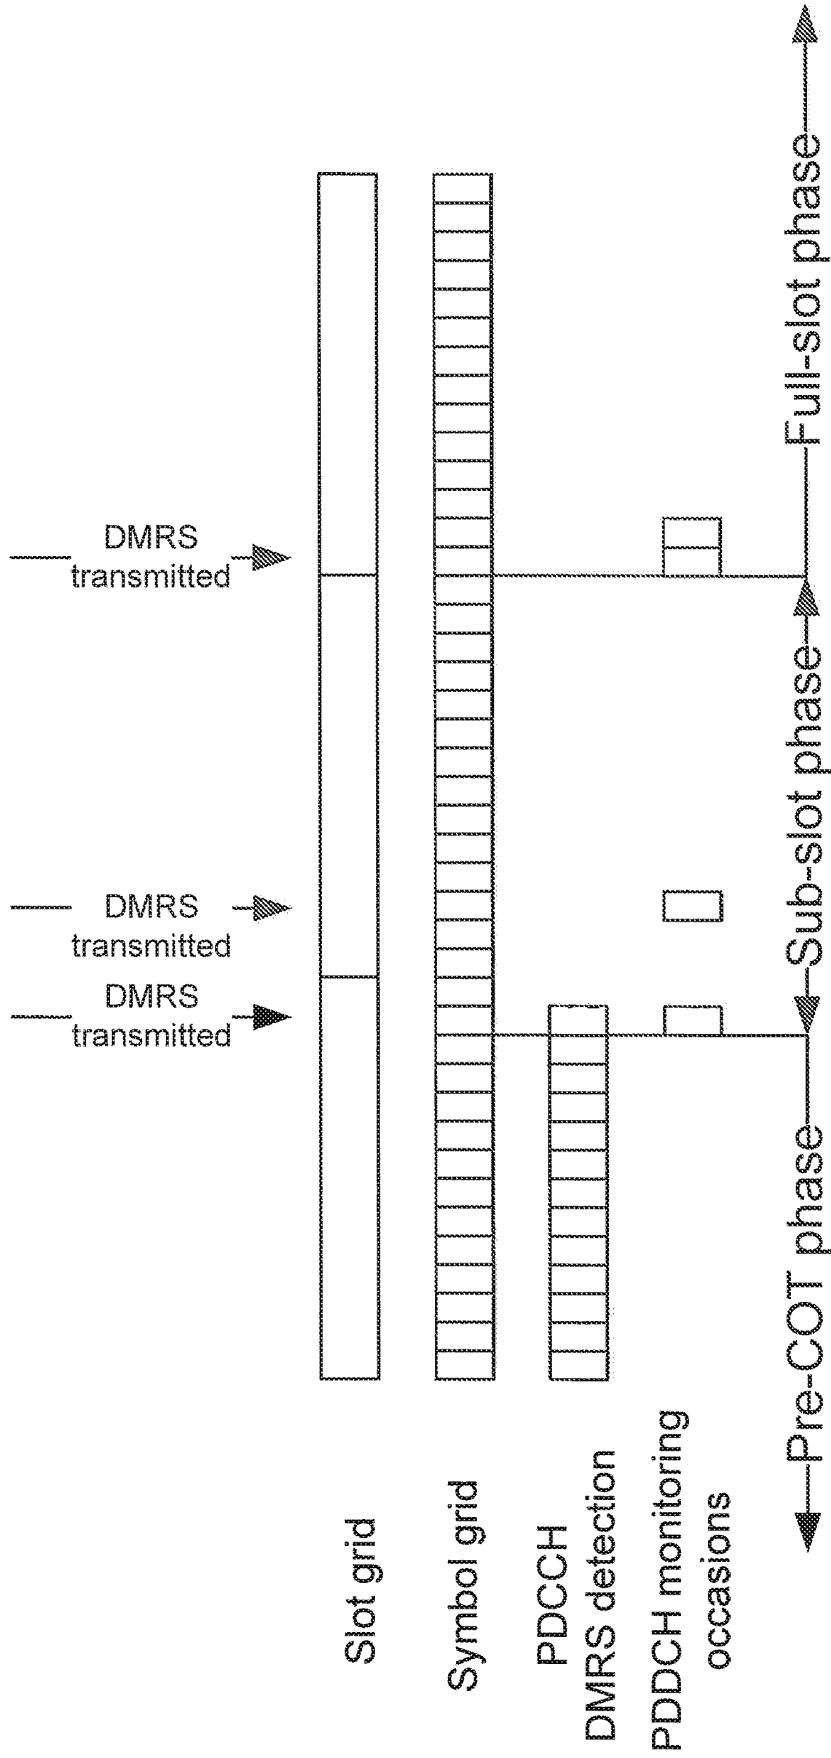 DMRS
transmitted
DMRS
transmitted
DMRS
transmitted
Slot grid
Symbol grid
PDCCH
DMRS detection
PDDCH monitoring
occasions
Pre-COT phase
Sub-slot phase
Full-slot phase